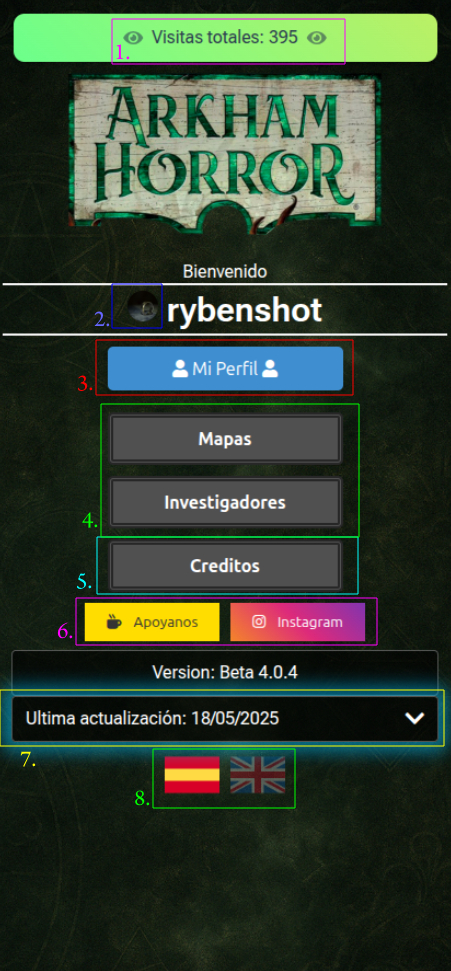 Visitas totales: 395
1.
ARKHAM
HORROR
Bienvenido
2.
rybenshot
3.
Mi Perfil
Mapas
4.
Investigadores
5.
Creditos
6.
Apoyanos
Instagram
Version: Beta 4.0.4
Ultima actualización: 18/05/2025
7.
8.